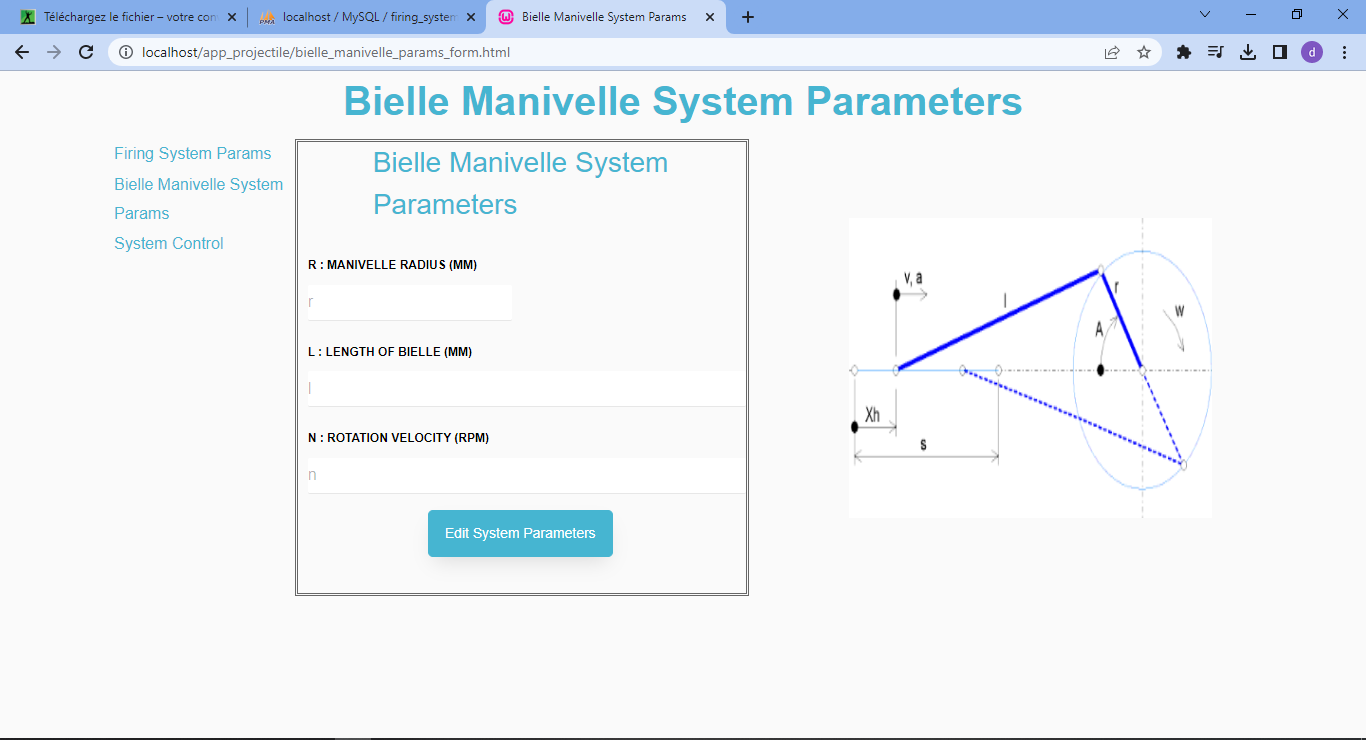 Téléchargez le fichier – votre con
localhost / MySQL / firing_system
Bielle Manivelle System Params
localhost/app_projectile/bielle_manivelle_params_form.html
d
Bielle Manivelle System Parameters
Firing System Params
Bielle Manivelle System
Params
System Control
Bielle Manivelle System
Parameters
R : MANIVELLE RADIUS (MM)
r
L : LENGTH OF BIELLE (MM)
l
N : ROTATION VELOCITY (RPM)
n
Edit System Parameters
v, a
l
r
A
w
Xh
s